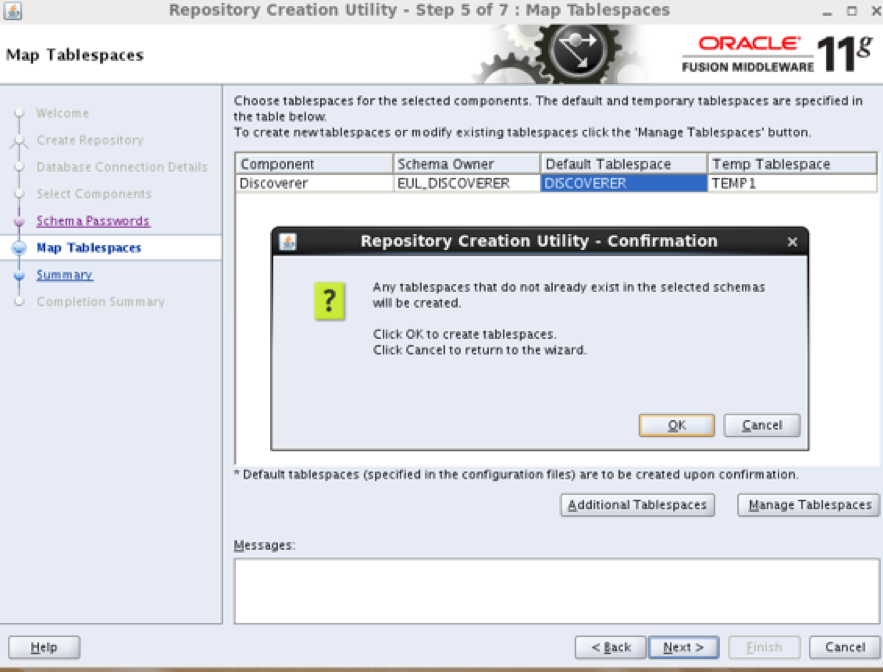 Repository Creation Utility - Step 5 of 7 : Map Tablespaces
Map Tablespaces
ORACLE
FUSION MIDDLEWARE 11g
Welcome
Create Repository
Database Connection Details
Select Components
Schema Passwords
Map Tablespaces
Summary
Completion Summary
Choose tablespaces for the selected components. The default and temporary tablespaces are specified in
the table below.
To create new tablespaces or modify existing tablespaces click the 'Manage Tablespaces' button.
Component Schema Owner Default Tablespace Temp Tablespace
Discoverer EUL_DISCOVERER DISCOVERER TEMP1
Repository Creation Utility - Confirmation
?
Any tablespaces that do not already exist in the selected schemas
will be created.
Click OK to create tablespaces.
Click Cancel to return to the wizard.
OK Cancel
* Default tablespaces (specified in the configuration files) are to be created upon confirmation.
Additional Tablespaces Manage Tablespaces
Messages:
Help < Back Next > Finish Cancel